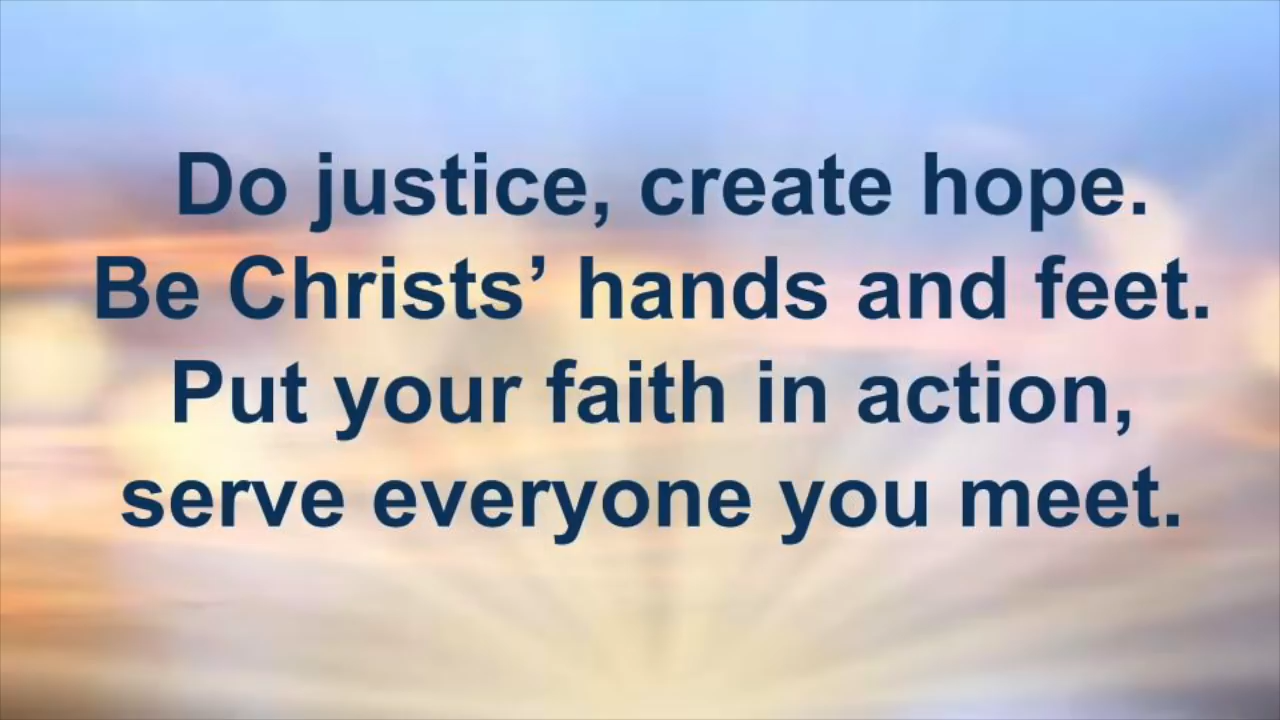 Do justice, create hope.
Be Christs’ hands and feet.
Put your faith in action,
serve everyone you meet.